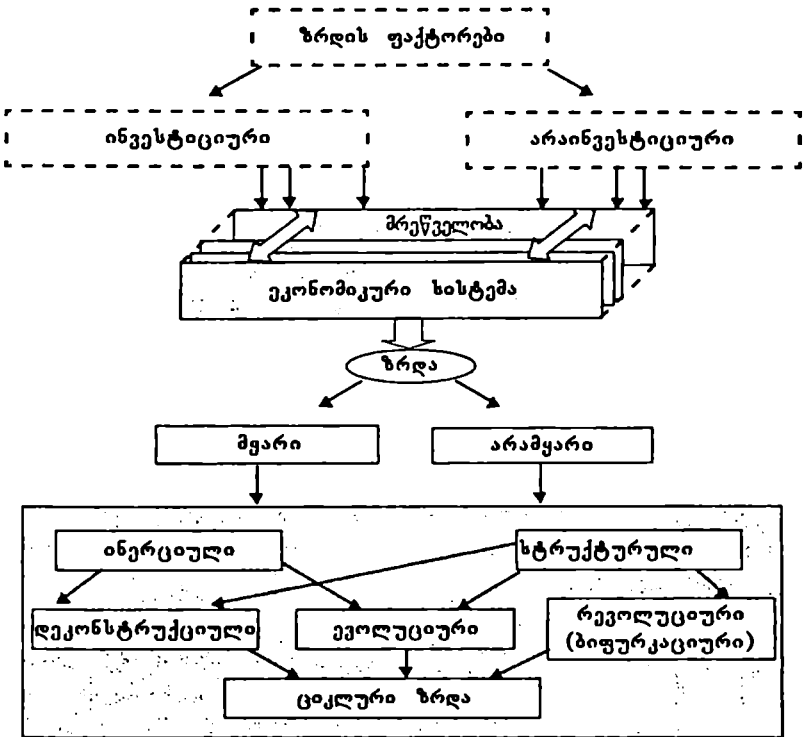 ზრდის ფაქტორები
ინვესტიციური
არაინვესტიციური
მრეწველობა
ეკონომიკური სისტემა
ზრდა
მყარი
არამყარი
ინერციული
სტრუქტურული
დეკონსტრუქციული
ევოლუციური
რევოლუციური
(ბიფურკაციური)
ციკლური ზრდა